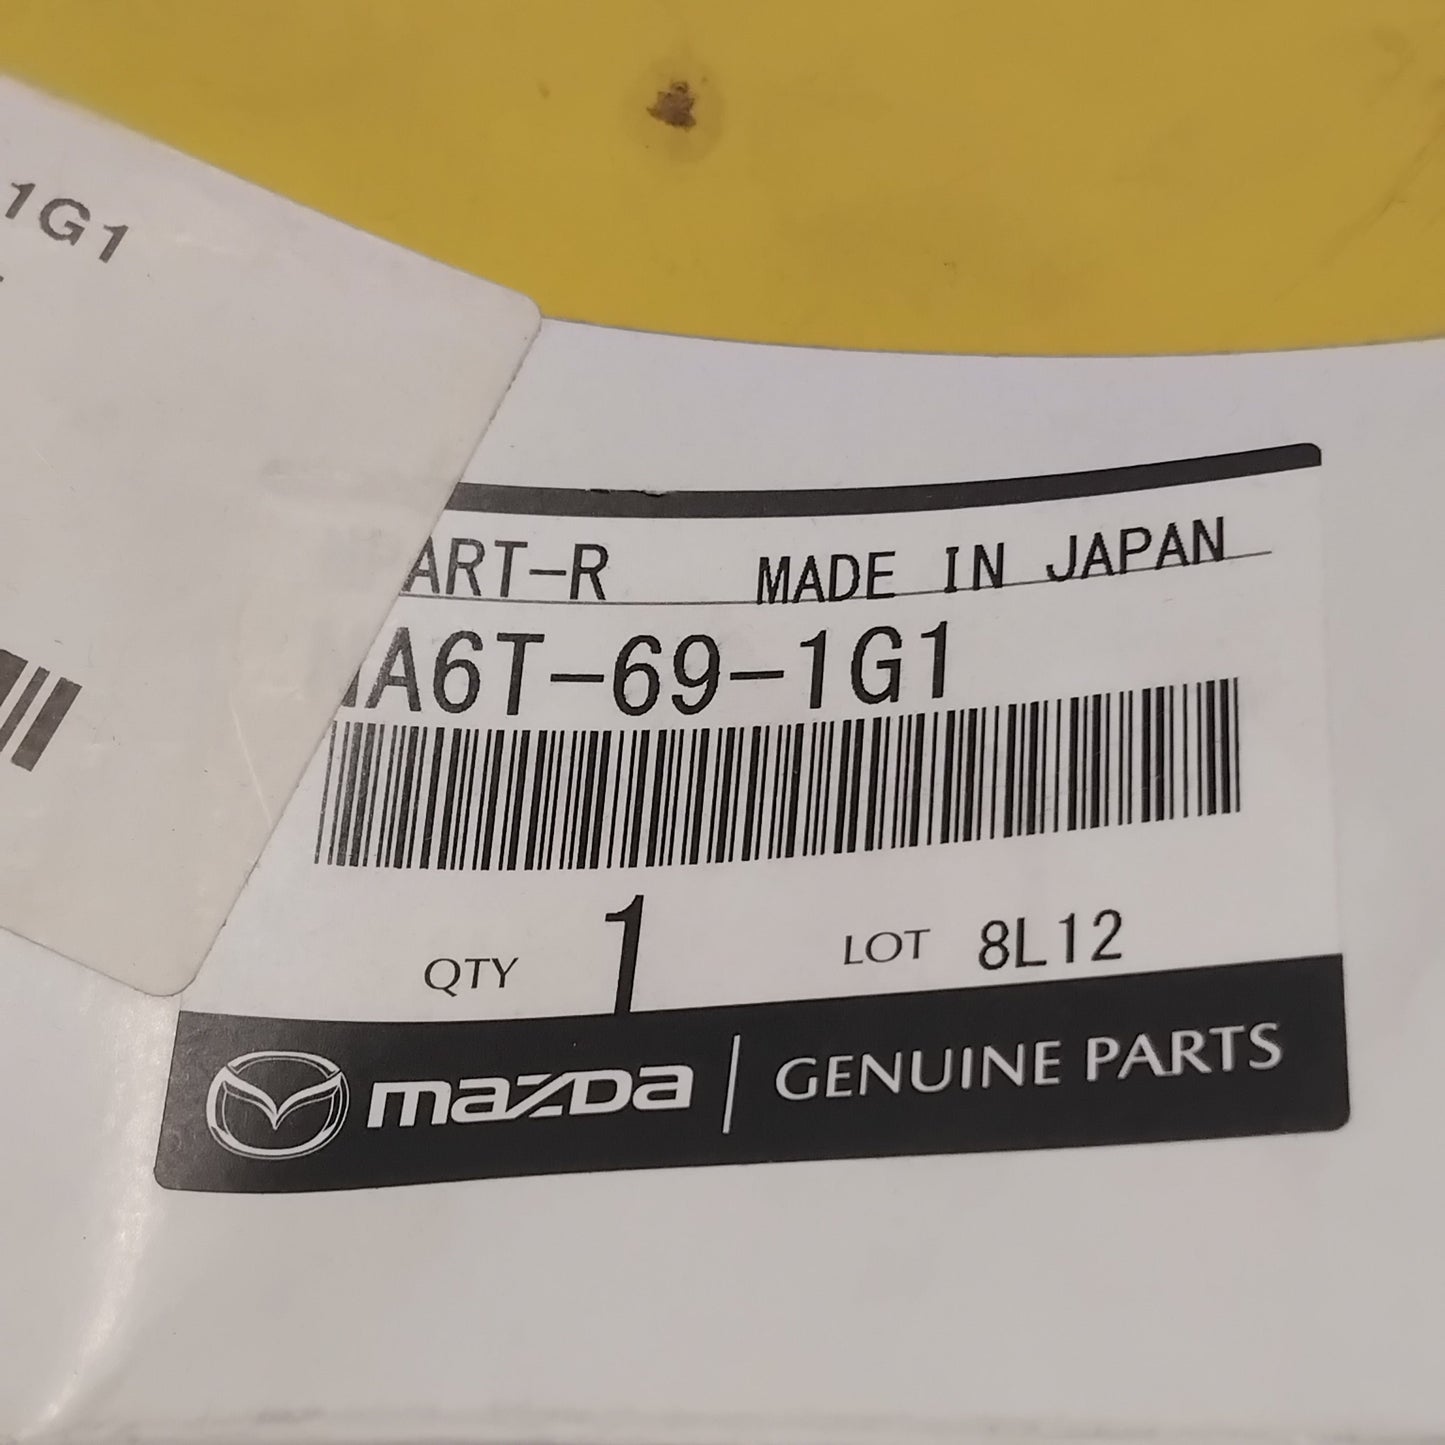 1G1
ART-R MADE IN JAPAN
A6T-69-1G1
QTY 1 LOT 8L12
mazda GENUINE PARTS